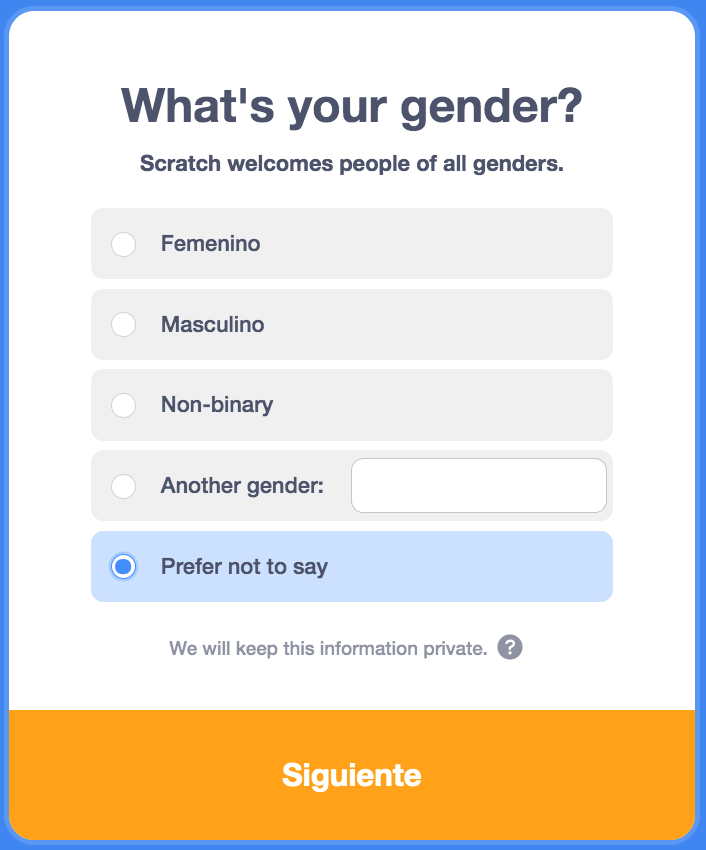 What's your gender?
Scratch welcomes people of all genders.
Femenino
Masculino
Non-binary
Another gender:
Prefer not to say
We will keep this information private. ?
Siguiente